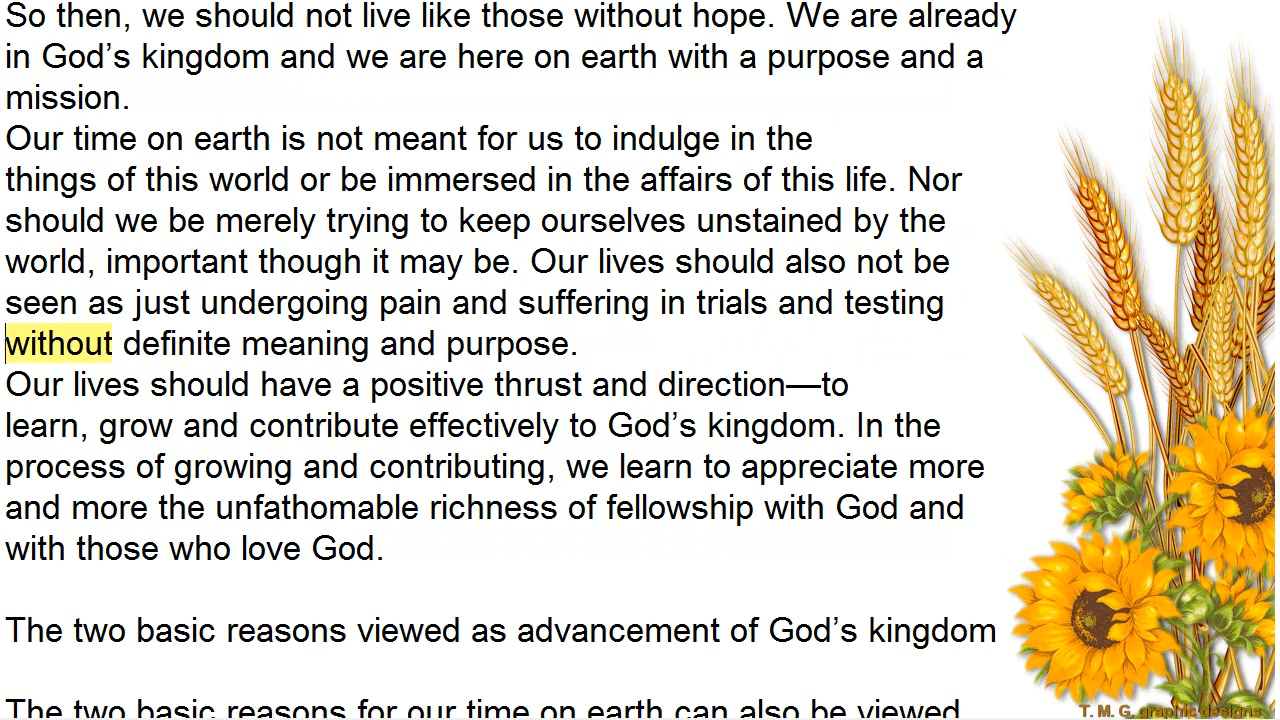 So then, we should not live like those without hope. We are already
in God’s kingdom and we are here on earth with a purpose and a
mission.
Our time on earth is not meant for us to indulge in the
things of this world or be immersed in the affairs of this life. Nor
should we be merely trying to keep ourselves unstained by the
world, important though it may be. Our lives should also not be
seen as just undergoing pain and suffering in trials and testing
without definite meaning and purpose.
Our lives should have a positive thrust and direction—to
learn, grow and contribute effectively to God’s kingdom. In the
process of growing and contributing, we learn to appreciate more
and more the unfathomable richness of fellowship with God and
with those who love God.
The two basic reasons viewed as advancement of God’s kingdom
The two basic reasons for our time on earth can also be viewed
T. M. G. graphic designs